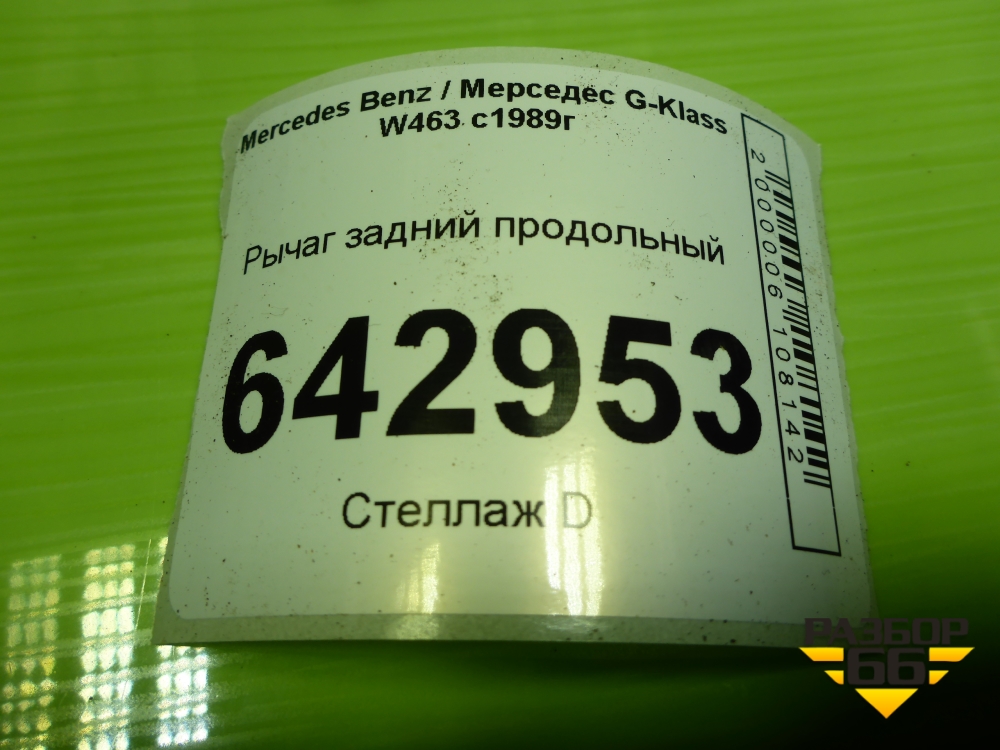 Mercedes Benz / Мерседес G-Klass
W463 с1989г
Рычаг задний продольный
642953
Стеллаж D
2000006108142
РАЗБОР
66